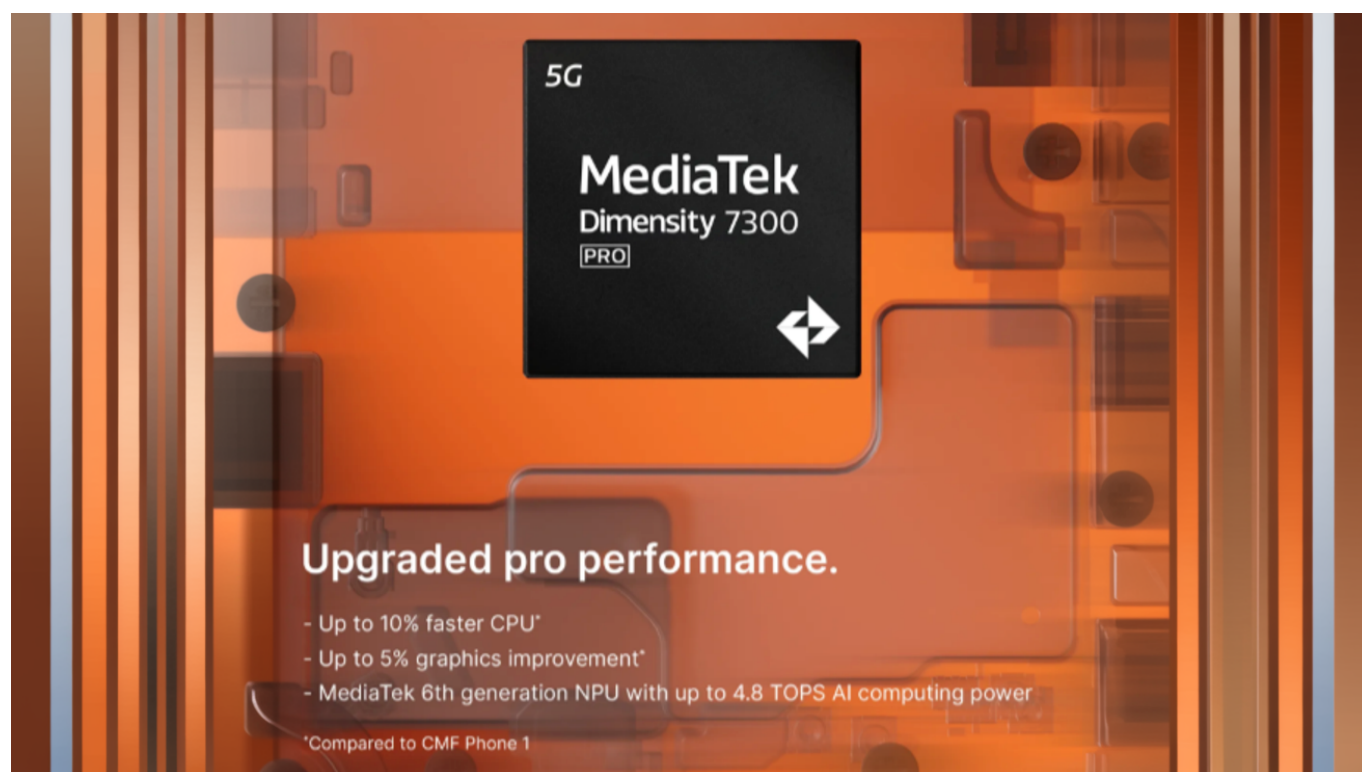 5G
MediaTek
Dimensity 7300
PRO
Upgraded pro performance.
- Up to 10% faster CPU*
- Up to 5% graphics improvement*
- MediaTek 6th generation NPU with up to 4.8 TOPS AI computing power
*Compared to CMF Phone 1